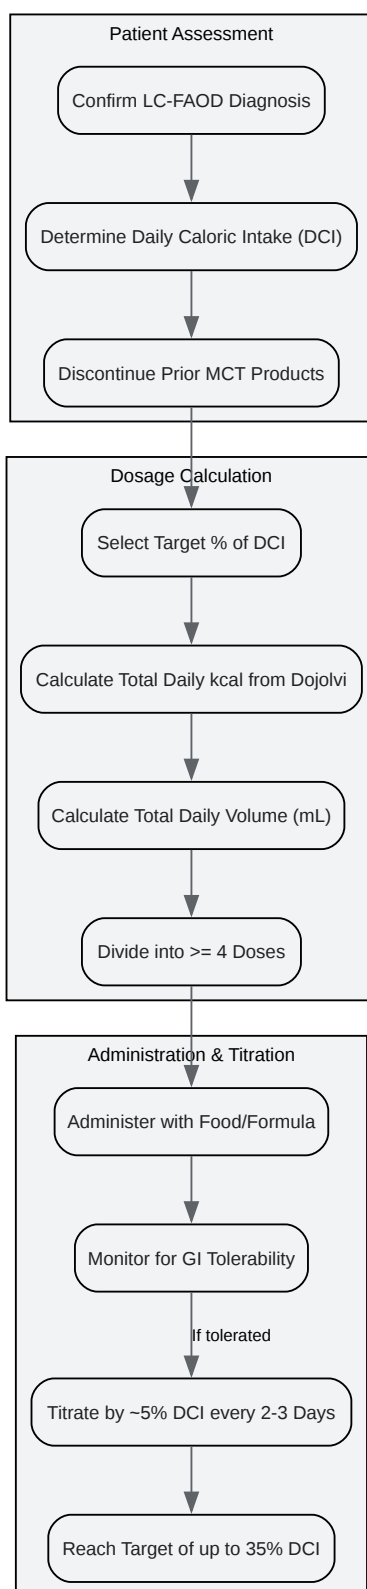 Patient Assessment
Confirm LC-FAOD Diagnosis
Determine Daily Caloric Intake (DCI)
Discontinue Prior MCT Products
Dosage Calculation
Select Target % of DCI
Calculate Total Daily kcal from Dojolvi
Calculate Total Daily Volume (mL)
Divide into >= 4 Doses
Administration & Titration
Administer with Food/Formula
Monitor for GI Tolerability
If tolerated
Titrate by ~5% DCI every 2-3 Days
Reach Target of up to 35% DCI